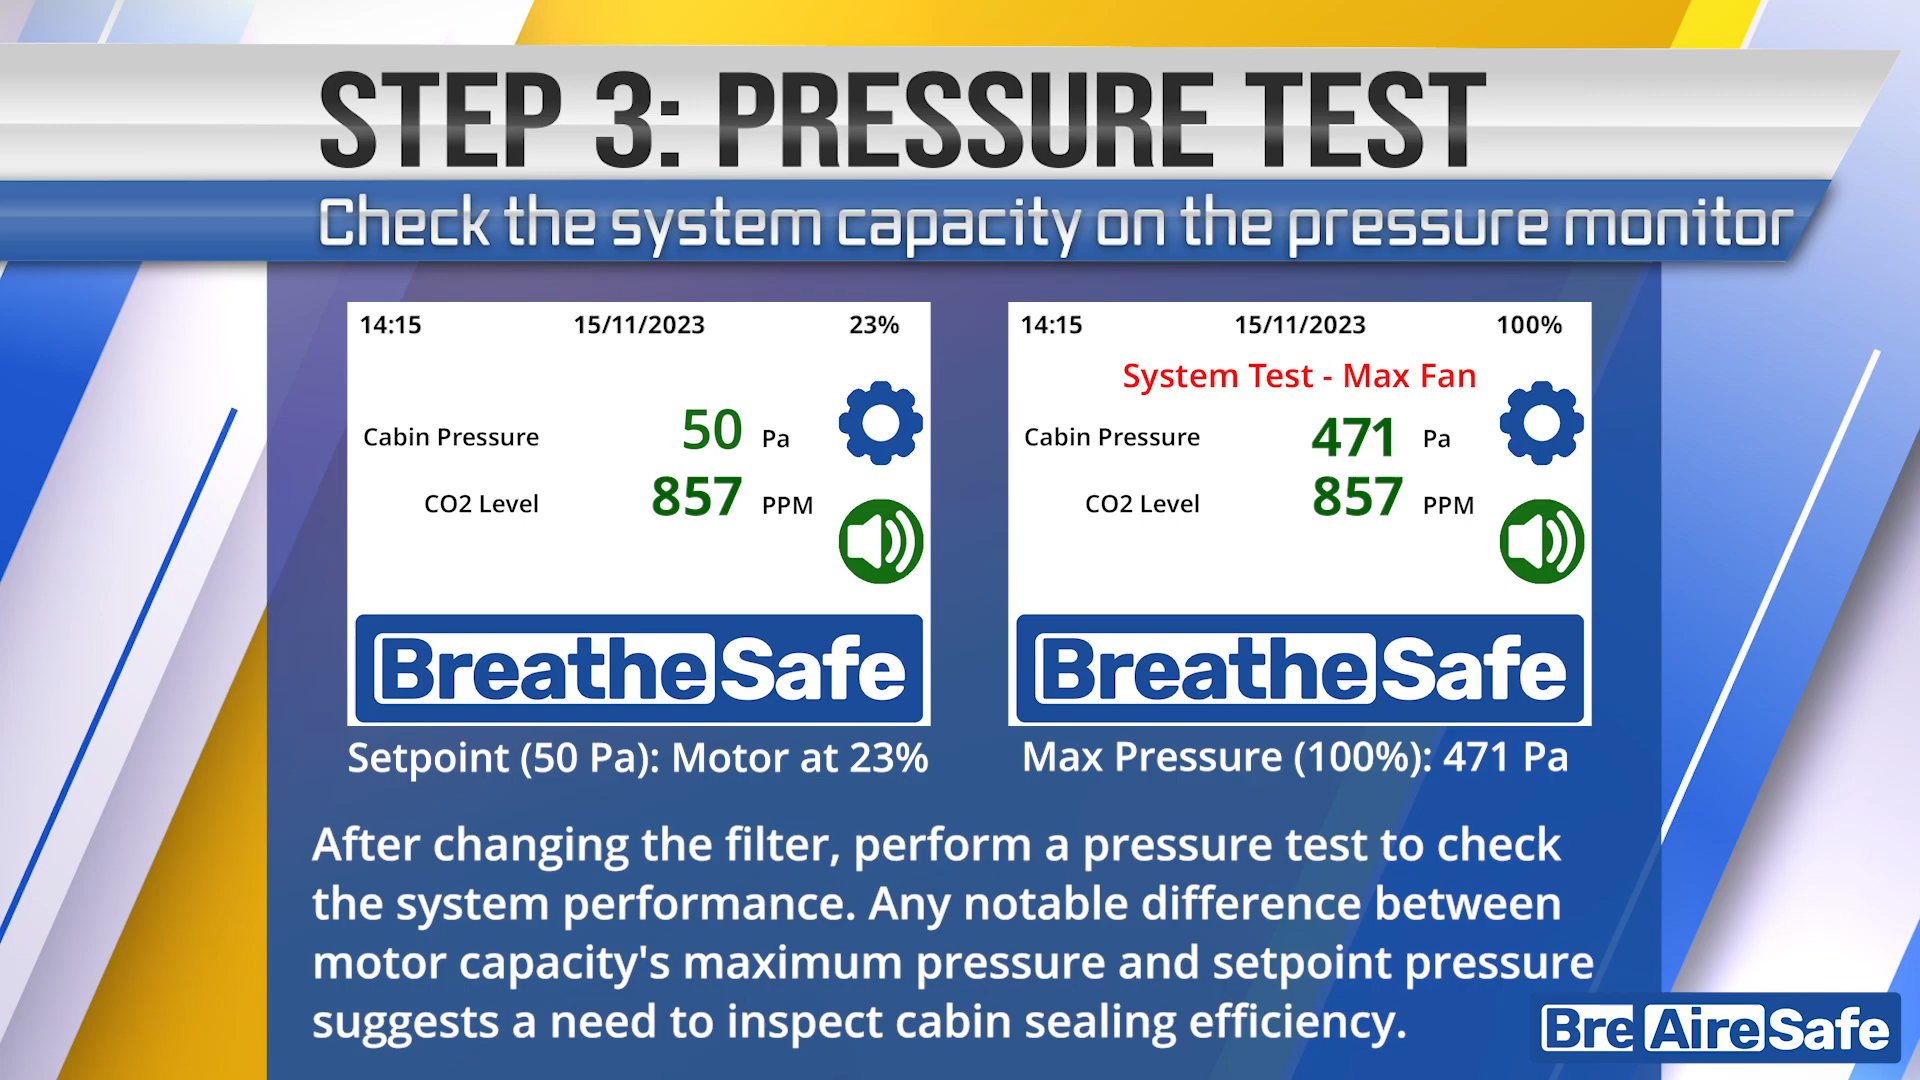 STEP 3: PRESSURE TEST
Check the system capacity on the pressure monitor
14:15 15/11/2023 23%
Cabin Pressure 50 Pa
CO2 Level 857 PPM
BreatheSafe
Setpoint (50 Pa): Motor at 23%
14:15 15/11/2023 100%
System Test - Max Fan
Cabin Pressure 471 Pa
CO2 Level 857 PPM
BreatheSafe
Max Pressure (100%): 471 Pa
After changing the filter, perform a pressure test to check
the system performance. Any notable difference between
motor capacity's maximum pressure and setpoint pressure
suggests a need to inspect cabin sealing efficiency.
BreAireSafe